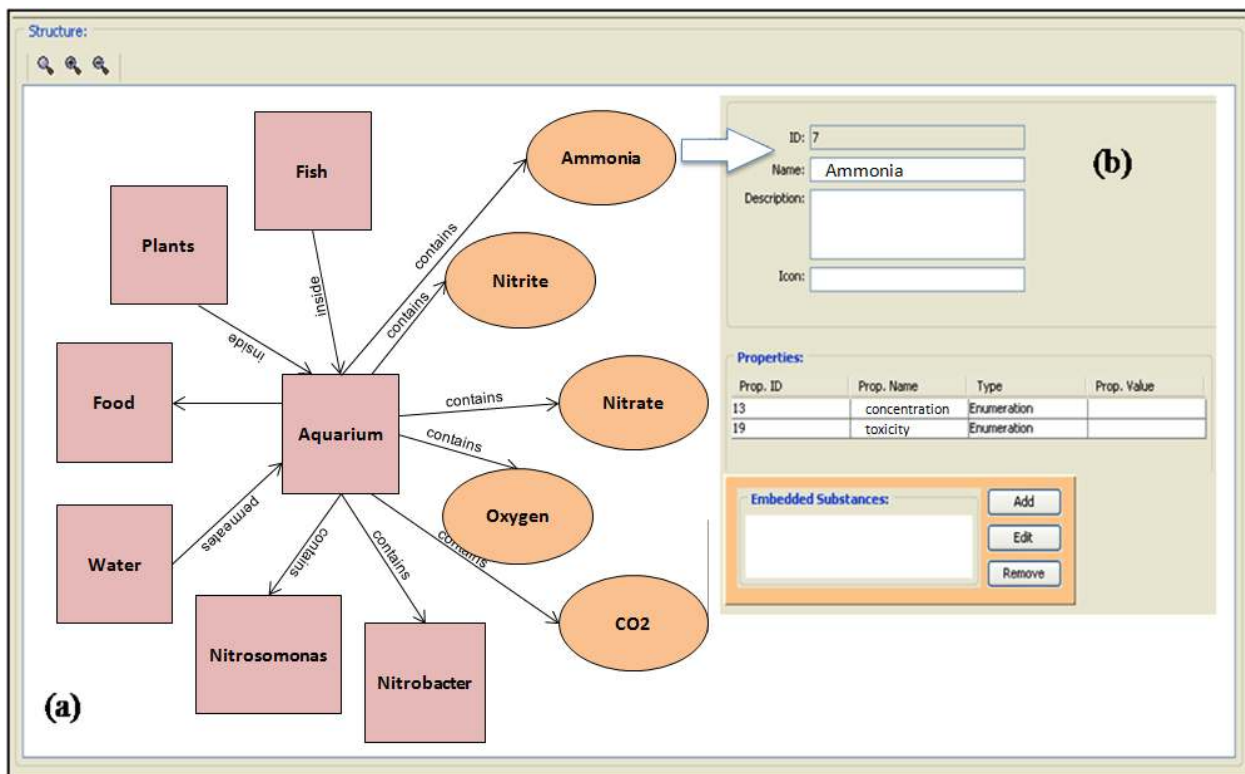 Structure:
Fish
Plants
Food
Water
Aquarium
Nitrosomonas
Nitrobacter
Ammonia
Nitrite
Nitrate
Oxygen
CO2
inside
inside
permeates
contains
contains
contains
contains
contains
contains
contains
(a)
(b)
ID: 7
Name: Ammonia
Description:
Icon:
Properties:
Prop. ID Prop. Name Type Prop. Value
13 concentration Enumeration
19 toxicity Enumeration
Embedded Substances:
Add
Edit
Remove